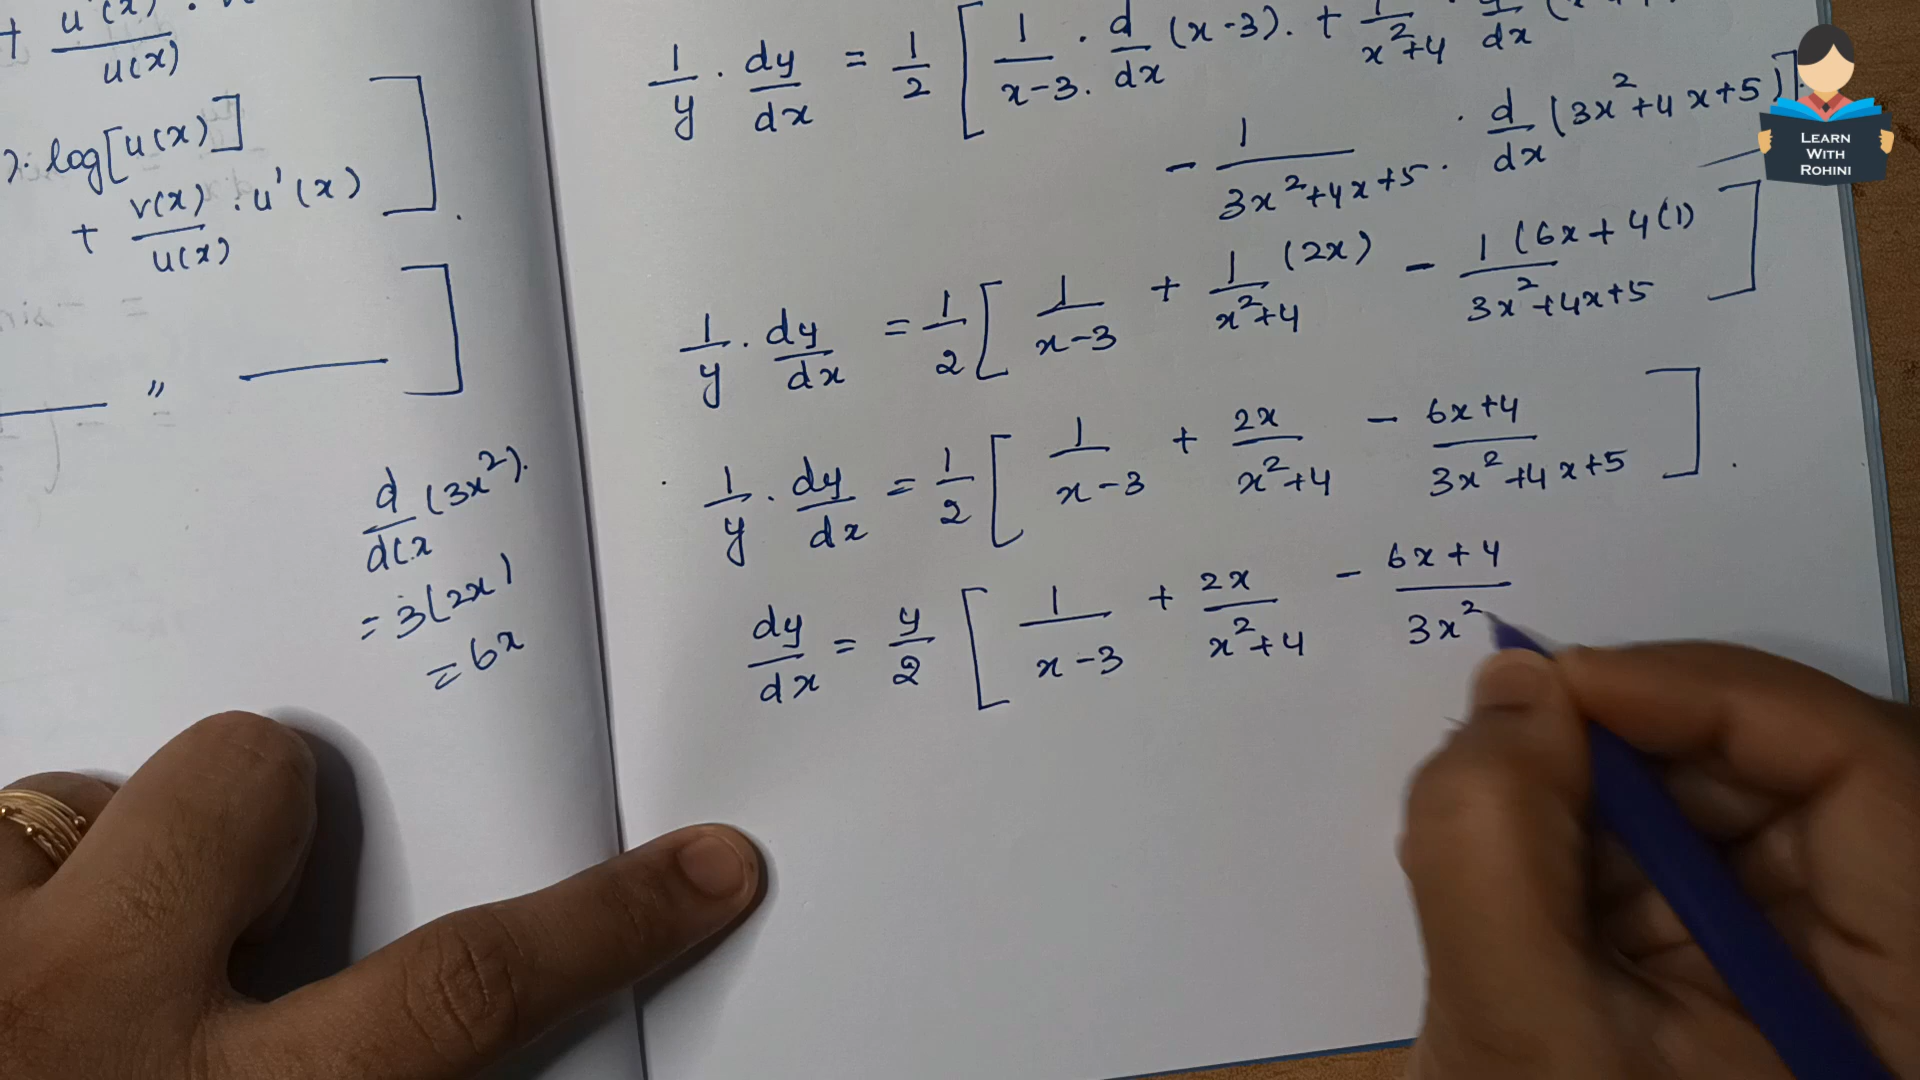 + u'(x) / u(x)
). log[u(x)]
+ v(x)/u(x) . u'(x)
〃
d/d(x (3x²).
= 3(2x)
= 6x
1/y . dy/dx = 1/2 [ 1/x-3 . d/dx (x-3). + 1/x²+4 . d/dx
- 1/3x²+4x+5 . d/dx (3x²+4x+5) ]
1/y . dy/dx = 1/2 [ 1/x-3 + 1/x²+4 (2x) - 1/3x²+4x+5 (6x+4(1) ]
1/y . dy/dx = 1/2 [ 1/x-3 + 2x/x²+4 - 6x+4/3x²+4x+5 ] .
dy/dx = y/2 [ 1/x-3 + 2x/x²+4 - 6x+4/3x²
LEARN
WITH
ROHINI